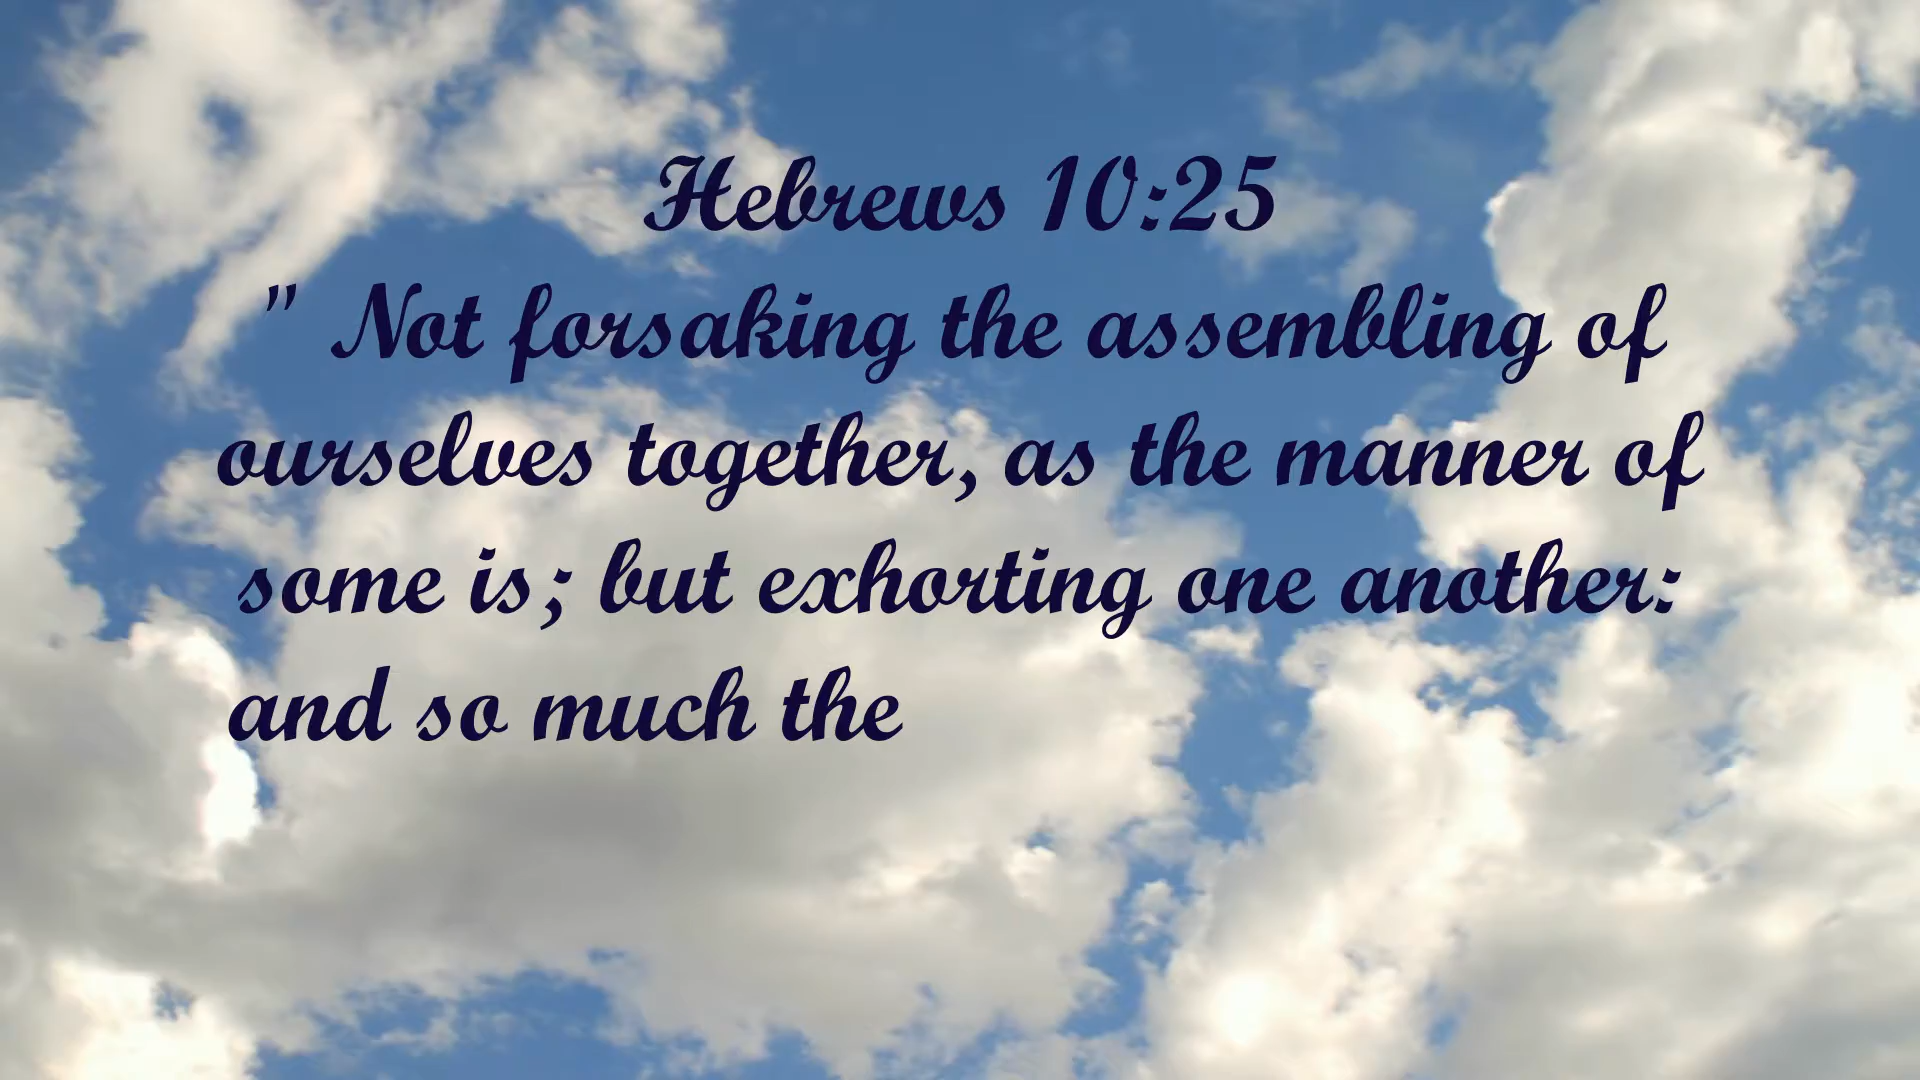 Hebrews 10:25
" Not forsaking the assembling of
ourselves together, as the manner of
some is; but exhorting one another:
and so much the